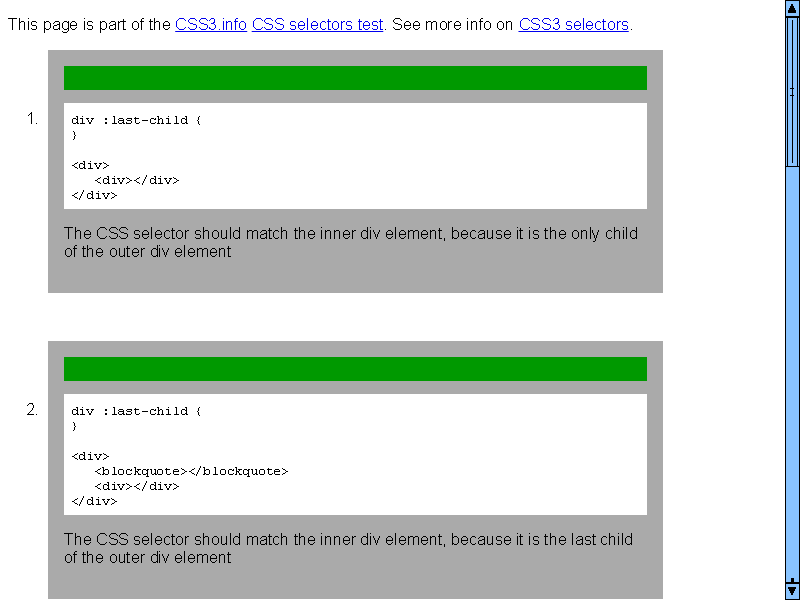 This page is part of the CSS3.info CSS selectors test. See more info on CSS3 selectors.
1.
div :last-child {
}
<div>
   <div></div>
</div>
The CSS selector should match the inner div element, because it is the only child
of the outer div element
2.
div :last-child {
}
<div>
   <blockquote></blockquote>
   <div></div>
</div>
The CSS selector should match the inner div element, because it is the last child
of the outer div element